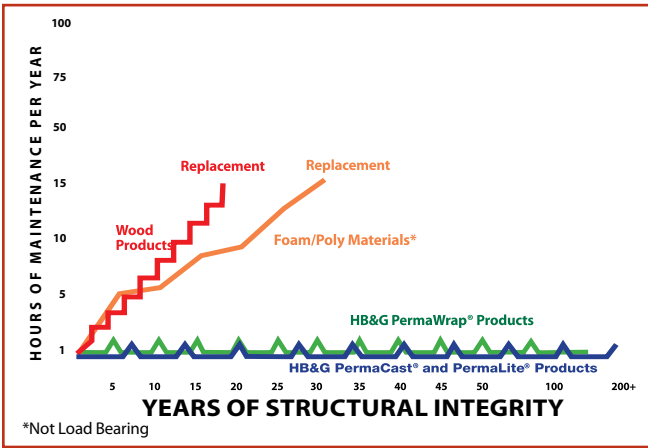 100
75
50
15
10
5
1
HOURS OF MAINTENANCE PER YEAR
Replacement
Replacement
Wood
Products
Foam/Poly Materials*
HB&G PermaWrap® Products
HB&G PermaCast® and PermaLite® Products
5 10 15 20 25 30 35 40 45 50 100 200+
YEARS OF STRUCTURAL INTEGRITY
*Not Load Bearing